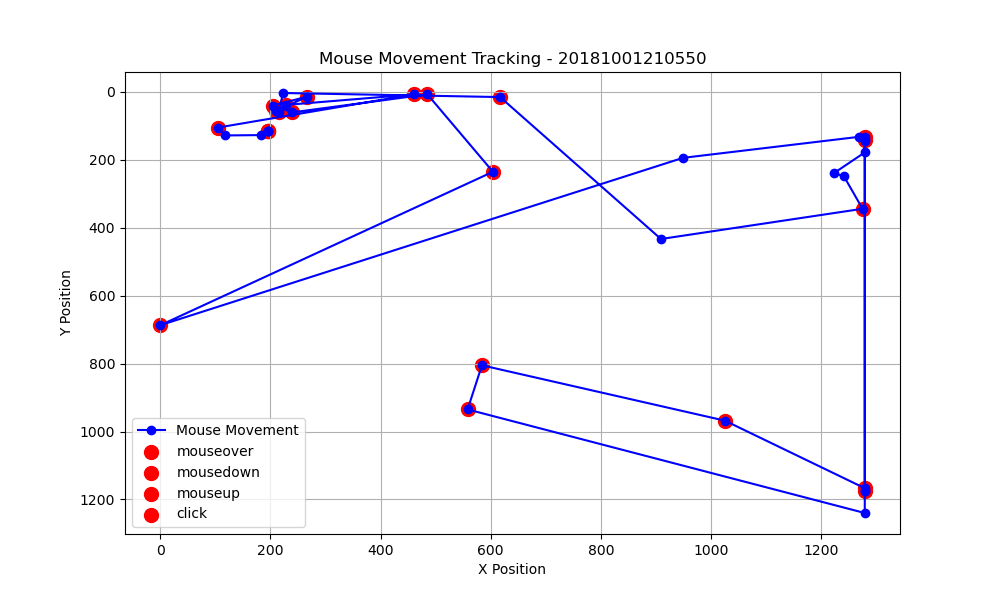 Mouse Movement Tracking - 20181001210550
Y Position
0
200
400
600
800
1000
1200
Mouse Movement
mouseover
mousedown
mouseup
click
0 200 400 600 800 1000 1200
X Position